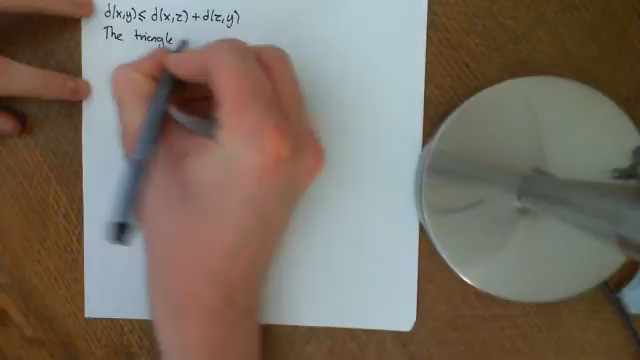 d(x,y) ≤ d(x,z) + d(z,y)
The triangle